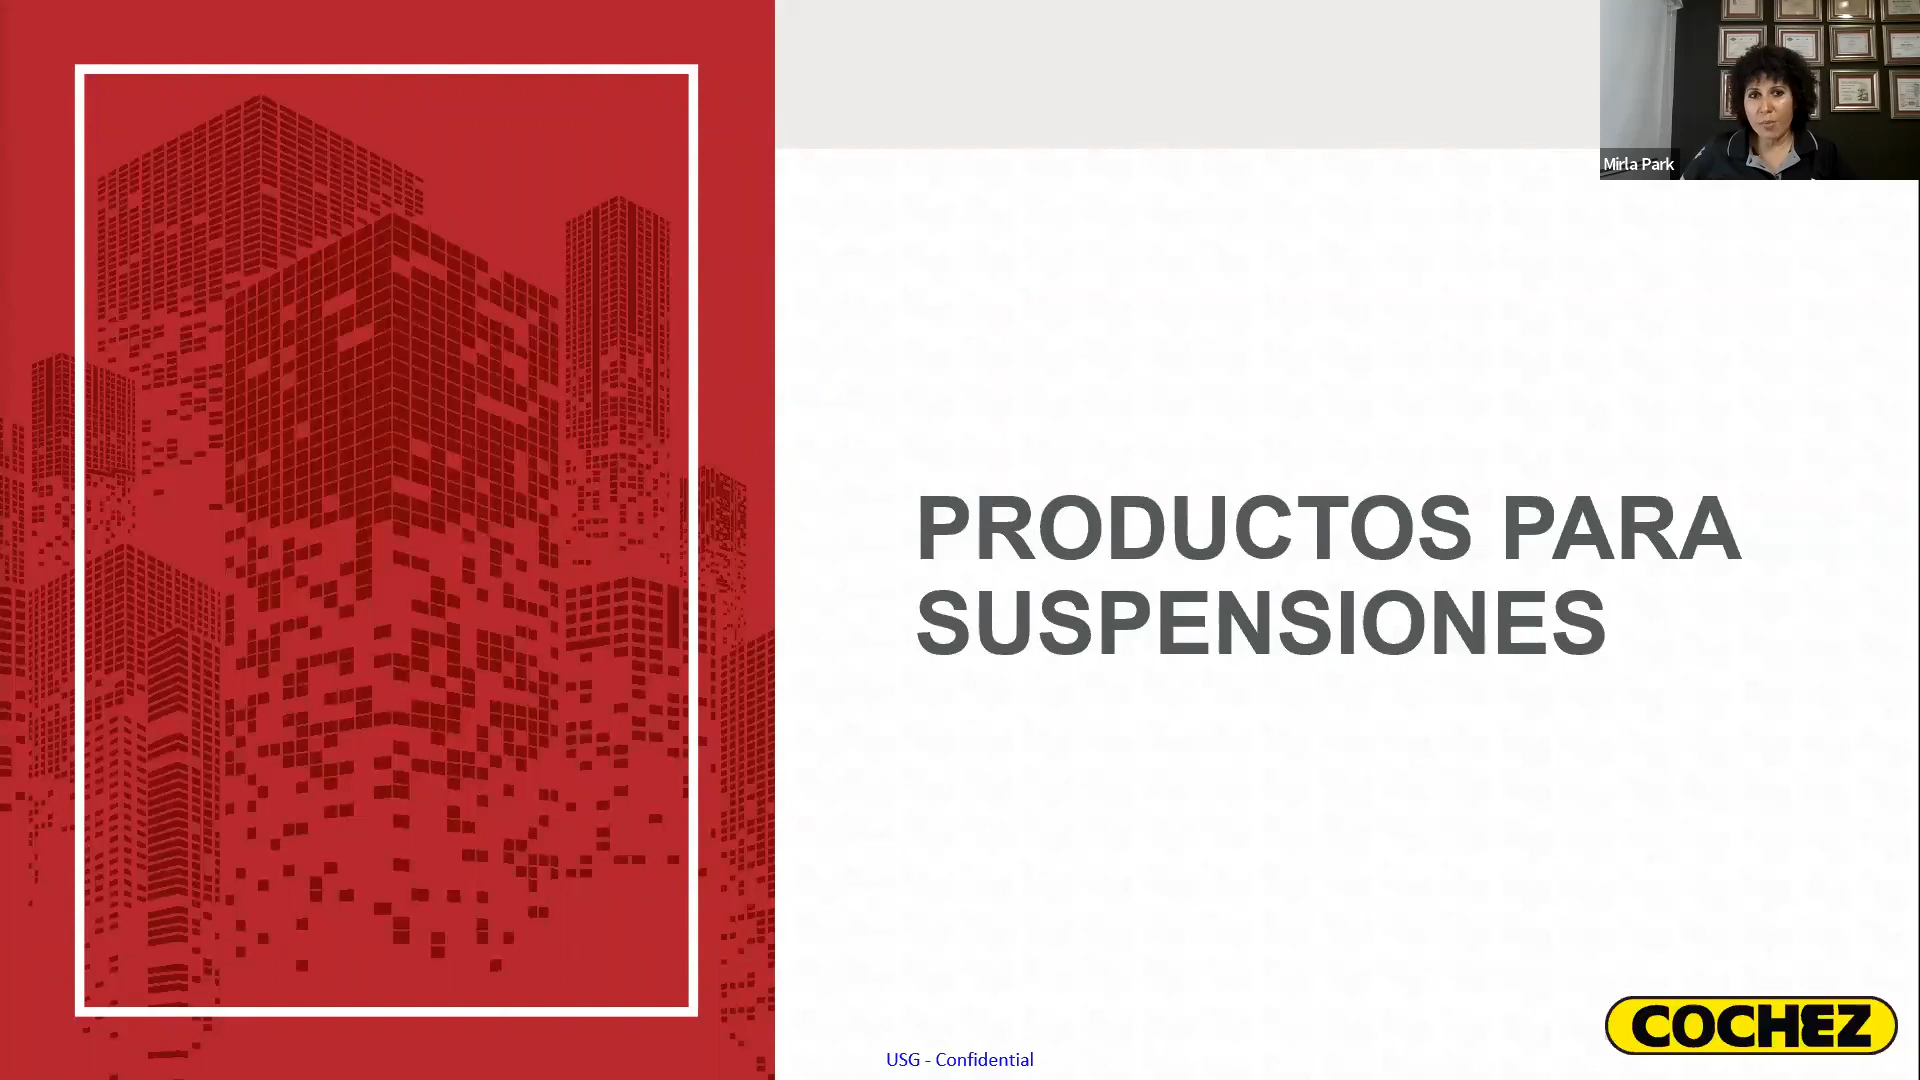 Mirla Park
PRODUCTOS PARA
SUSPENSIONES
COCHEZ
USG - Confidential